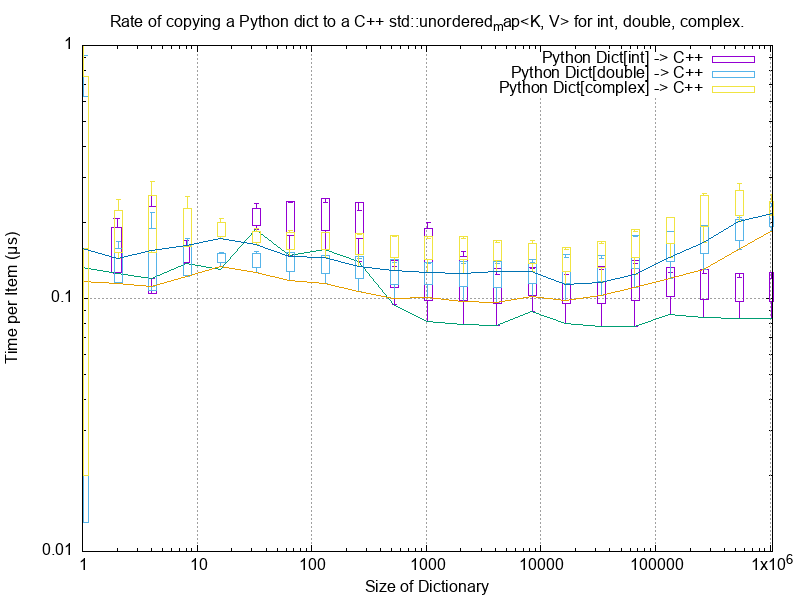 Rate of copying a Python dict to a C++ std::unordered_map<K, V> for int, double, complex.
1
Python Dict[int] -> C++
Python Dict[double] -> C++
Python Dict[complex] -> C++
Time per Item (µs)
0.1
0.01
1 10 100 1000 10000 100000 1x10^6
Size of Dictionary